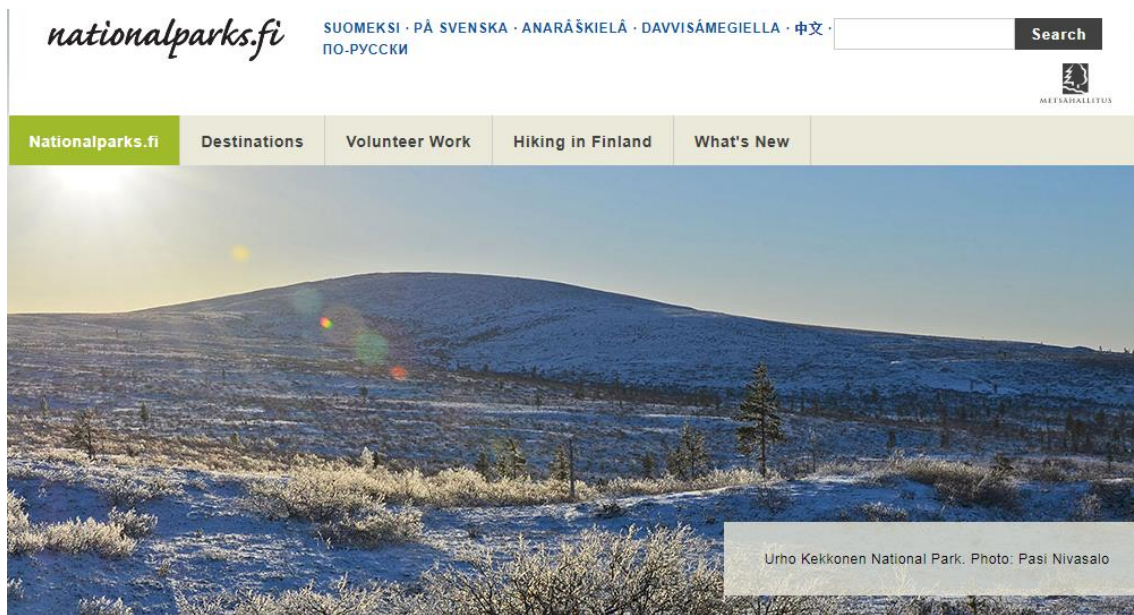 nationalparks.fi
SUOMEKSI · PÅ SVENSKA · ANARÂŠKIELÂ · DAVVISÁMEGIELLA · 中文 ·
ПО-РУССКИ
Search
METSÄHALLITUS
Nationalparks.fi
Destinations
Volunteer Work
Hiking in Finland
What's New
Urho Kekkonen National Park. Photo: Pasi Nivasalo